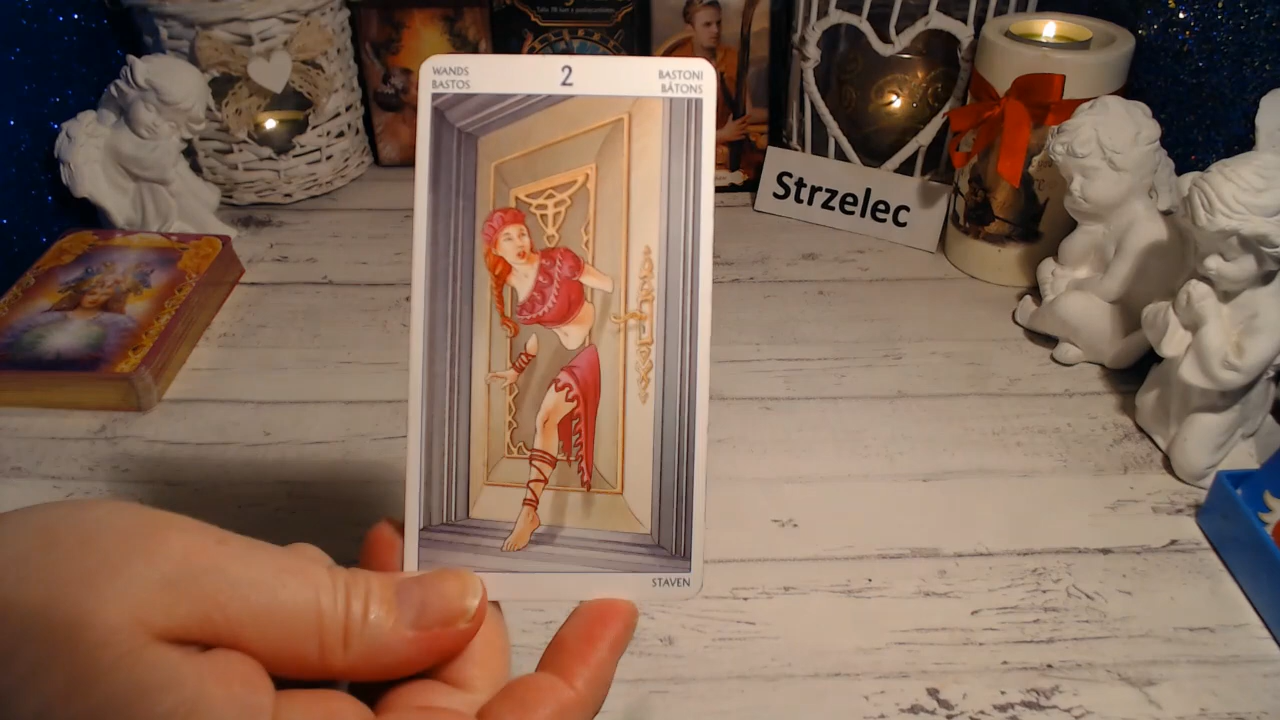 WANDS
BASTOS
2
BASTONI
BÂTONS
STAVEN
Strzelec